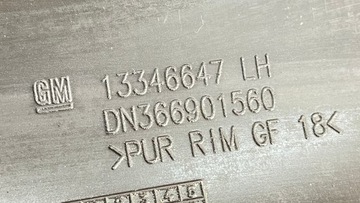 GM
13346647 LH
DN366901560
>PUR RIM GF 18<